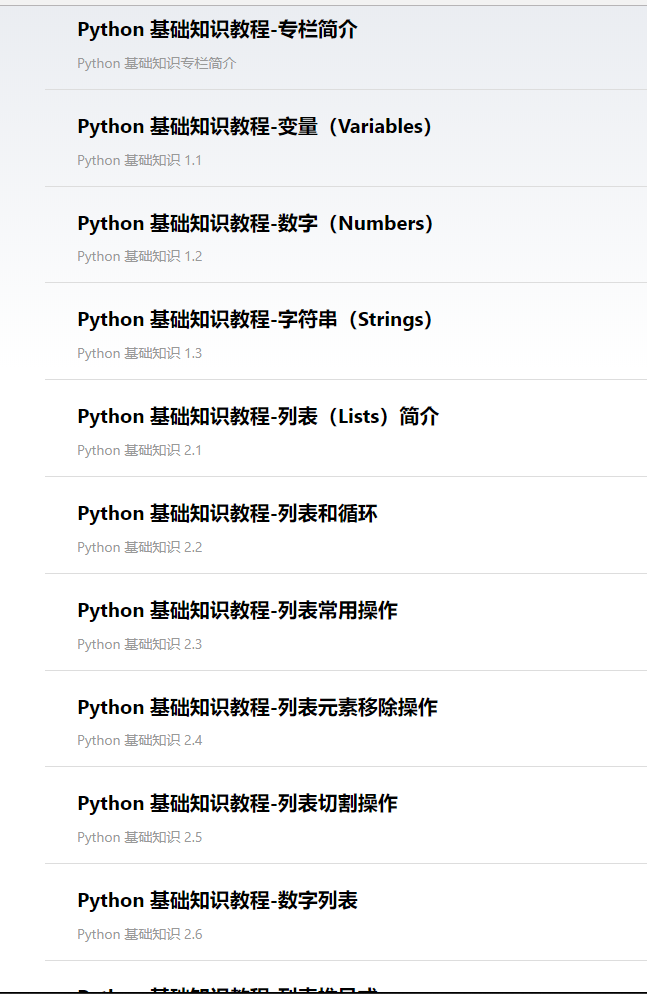 Python 基础知识教程-专栏简介
Python 基础知识专栏简介
Python 基础知识教程-变量（Variables）
Python 基础知识 1.1
Python 基础知识教程-数字（Numbers）
Python 基础知识 1.2
Python 基础知识教程-字符串（Strings）
Python 基础知识 1.3
Python 基础知识教程-列表（Lists）简介
Python 基础知识 2.1
Python 基础知识教程-列表和循环
Python 基础知识 2.2
Python 基础知识教程-列表常用操作
Python 基础知识 2.3
Python 基础知识教程-列表元素移除操作
Python 基础知识 2.4
Python 基础知识教程-列表切割操作
Python 基础知识 2.5
Python 基础知识教程-数字列表
Python 基础知识 2.6